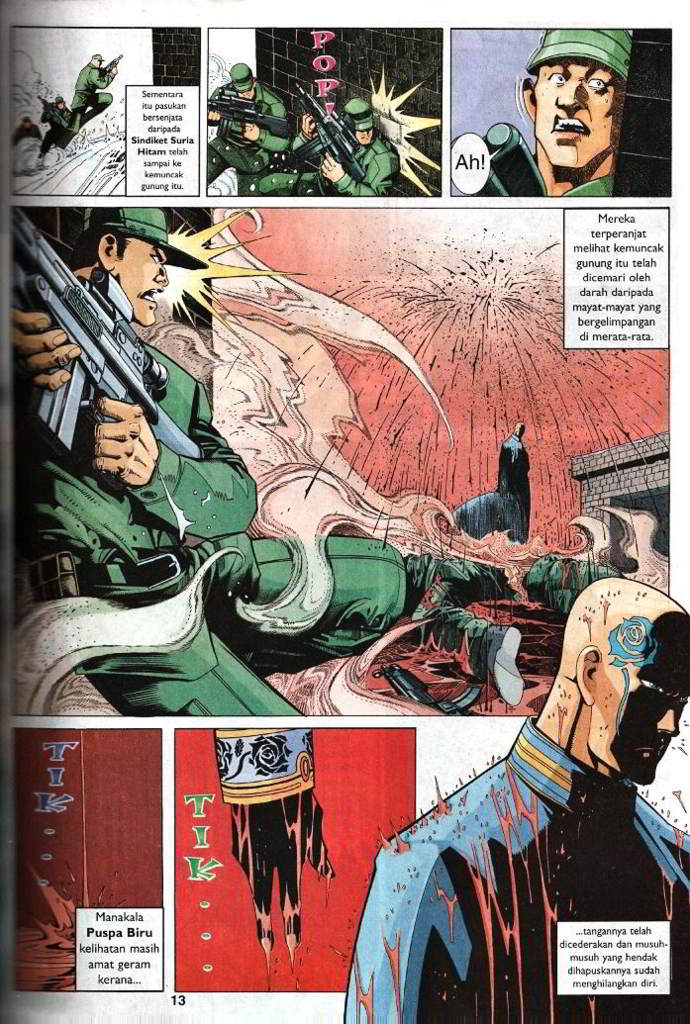 Sementara
itu pasukan
bersenjata
daripada
Sindiket Suria
Hitam telah
sampai ke
kemuncak
gunung itu.
POP!
Ah!
Mereka
terperanjat
melihat kemuncak
gunung itu telah
dicemari oleh
darah daripada
mayat-mayat yang
bergelimpangan
di merata-rata.
TIK...
Manakala
Puspa Biru
kelihatan masih
amat geram
kerana...
TIK...
...tangannya telah
dicederakan dan musuh-
musuh yang hendak
dihapuskannya sudah
menghilangkan diri.
13